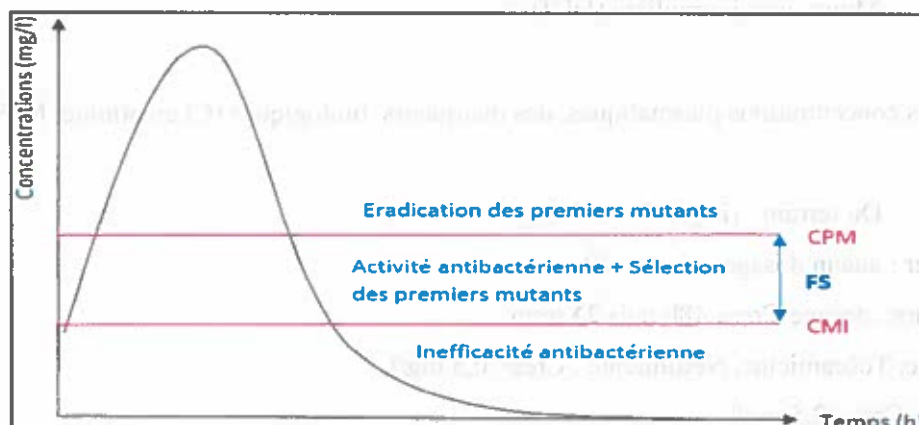 Concentrations (mg/l)
Eradication des premiers mutants
CPM
Activité antibactérienne + Sélection
des premiers mutants
FS
CMI
Inefficacité antibactérienne
Temps (h